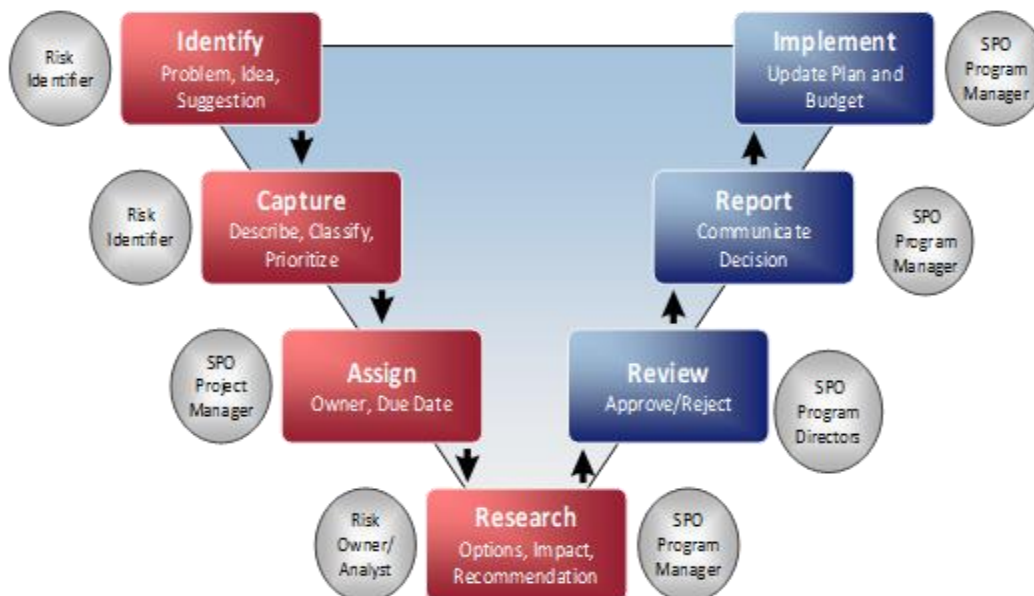 Risk
Identifier
Identify
Problem, Idea,
Suggestion
Implement
Update Plan and
Budget
SPO
Program
Manager
Risk
Identifier
Capture
Describe, Classify,
Prioritize
Report
Communicate
Decision
SPO
Program
Manager
SPO
Project
Manager
Assign
Owner, Due Date
Review
Approve/Reject
SPO
Program
Directors
Risk
Owner/
Analyst
Research
Options, Impact,
Recommendation
SPO
Program
Manager